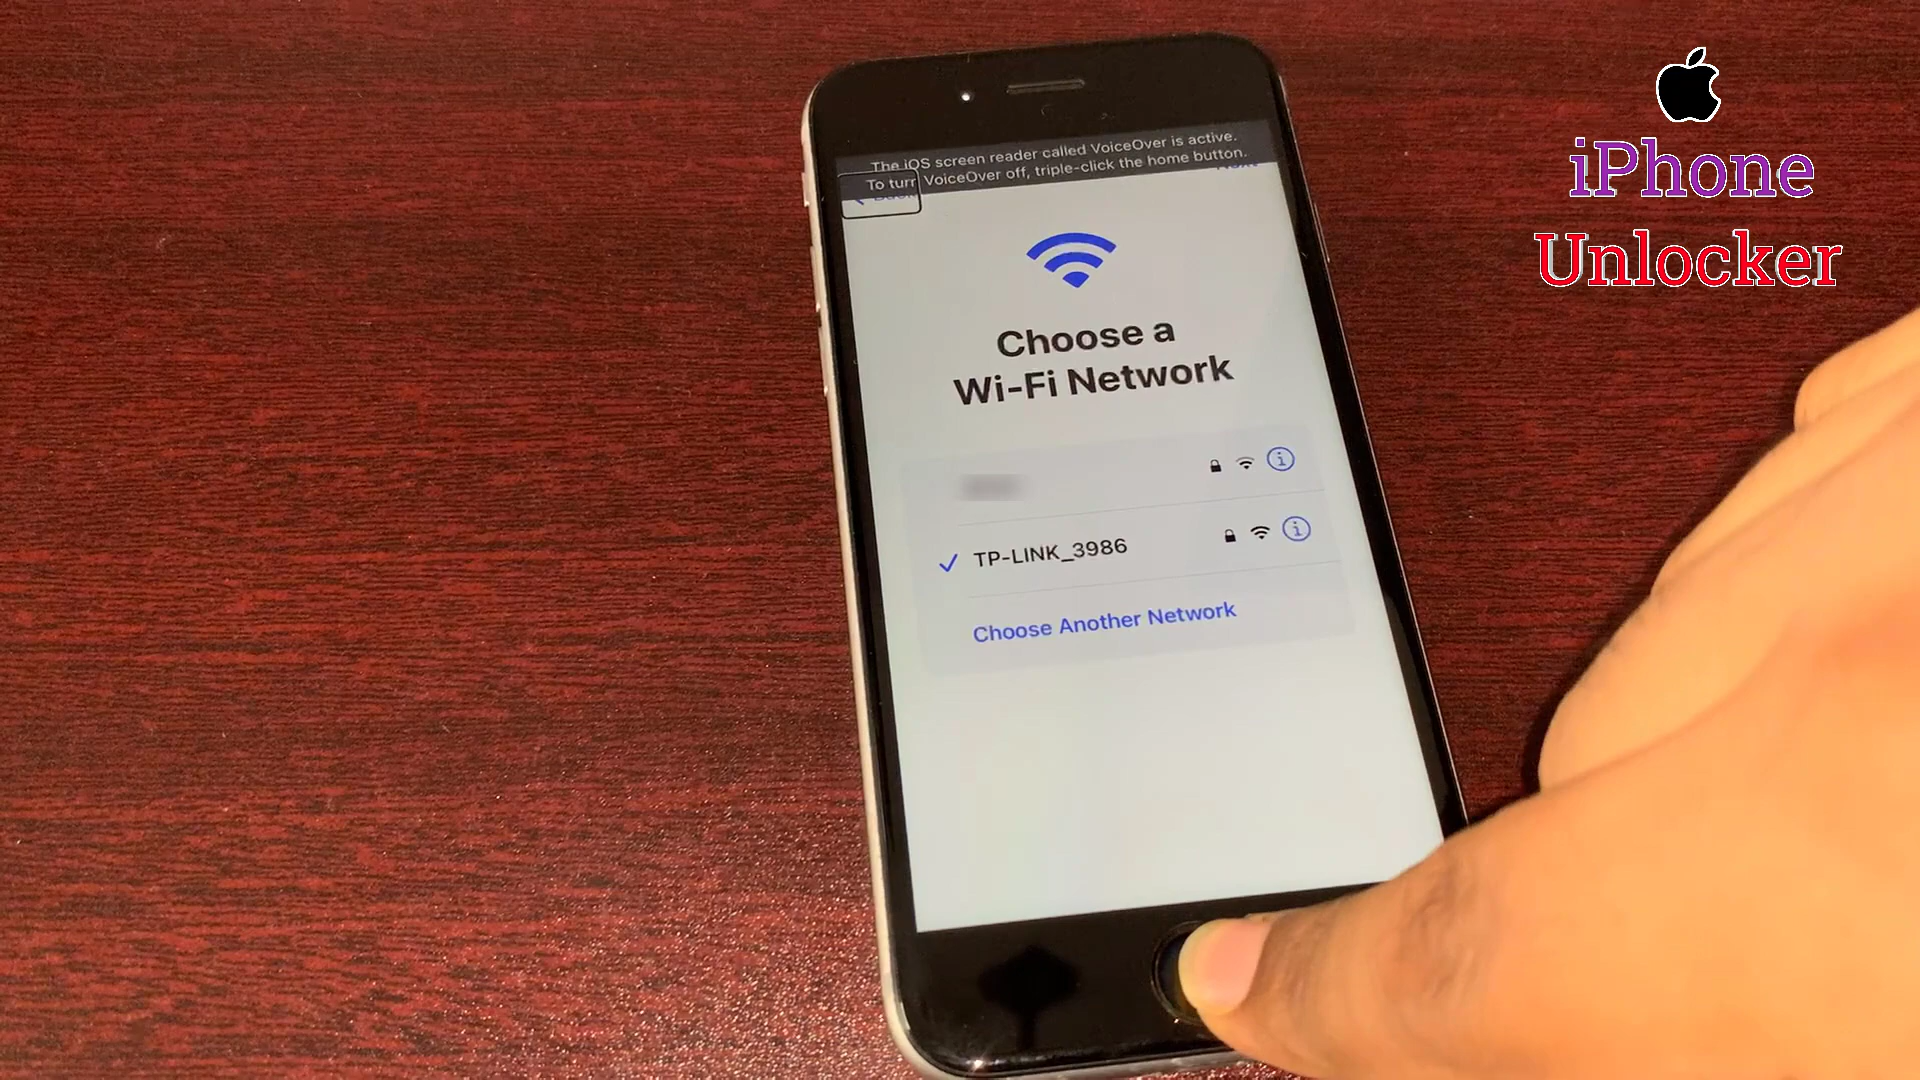 The iOS screen reader called VoiceOver is active.
To turn VoiceOver off, triple-click the home button.
iPhone
Unlocker
Choose a
Wi-Fi Network
TP-LINK_3986
Choose Another Network